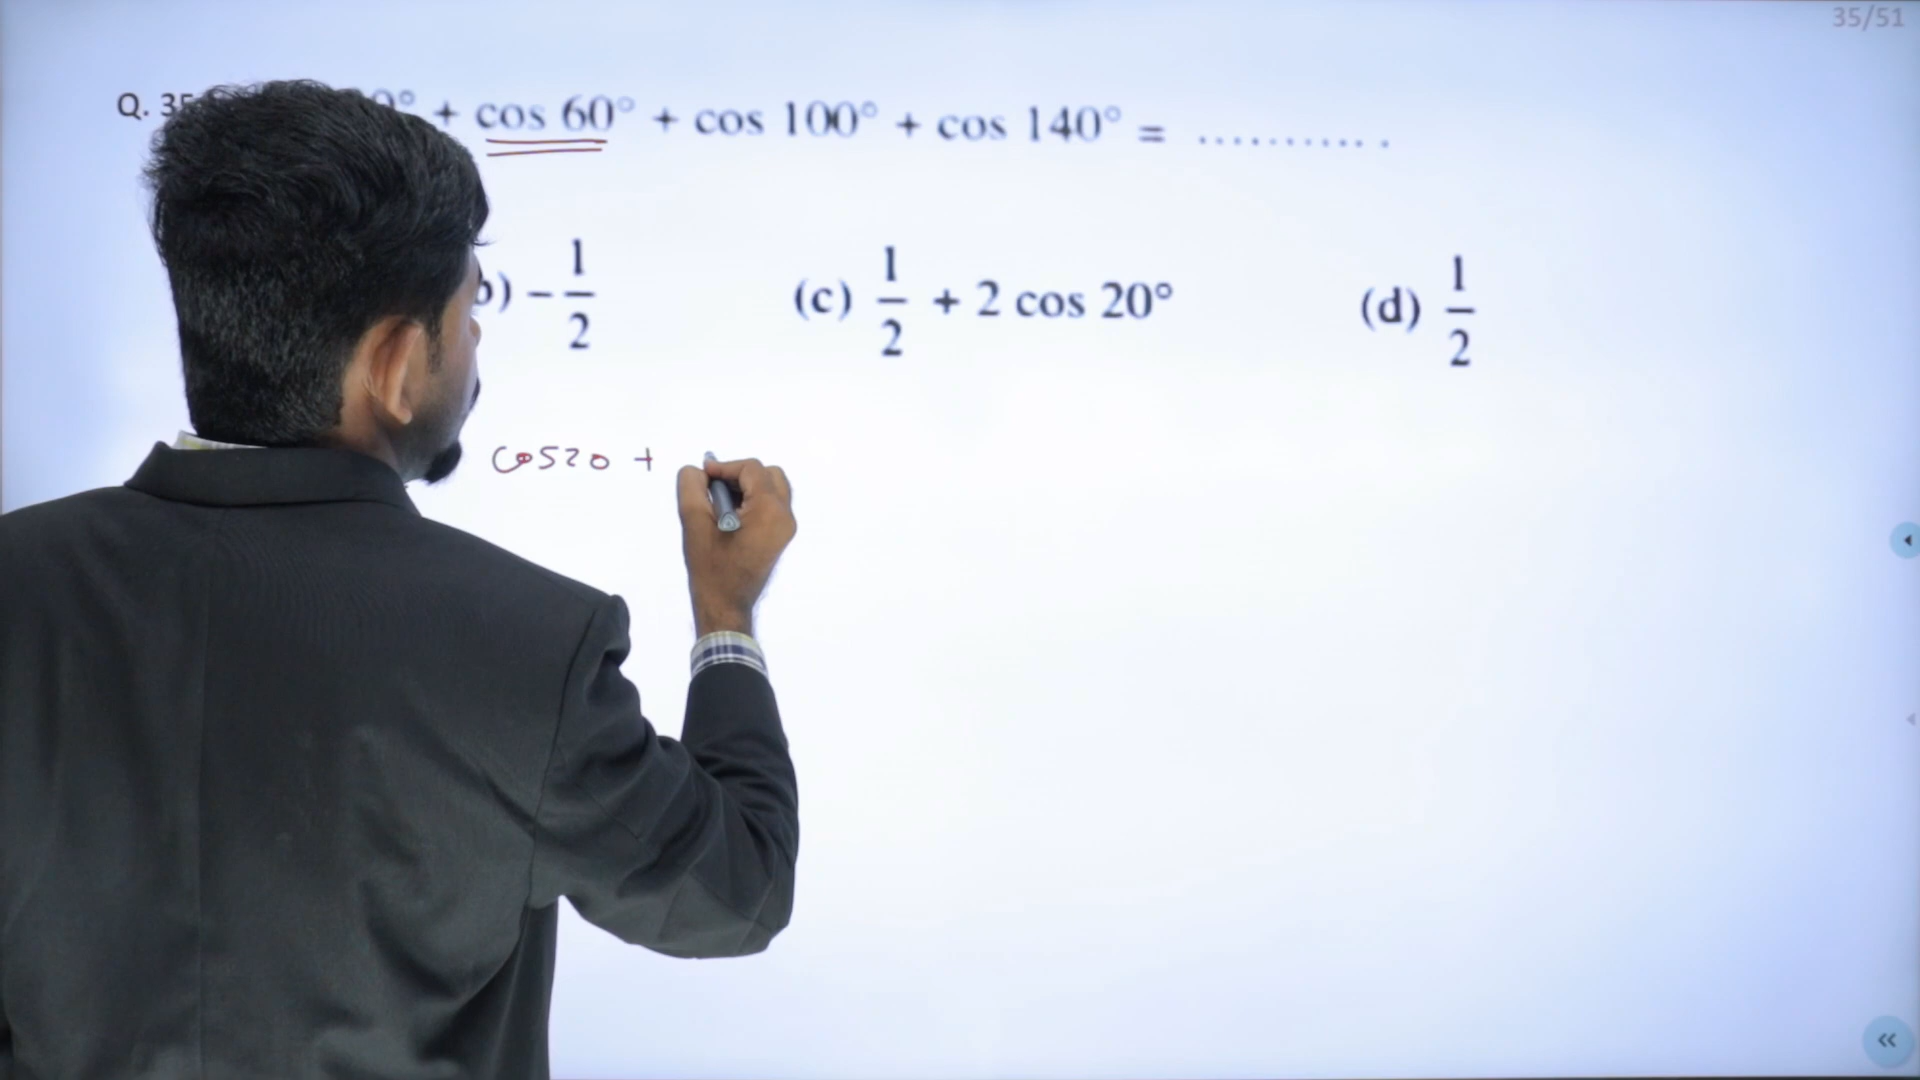 35/51
Q. 35 0° + cos 60° + cos 100° + cos 140° = ...........
b) - 1/2 (c) 1/2 + 2 cos 20° (d) 1/2
cos20 +